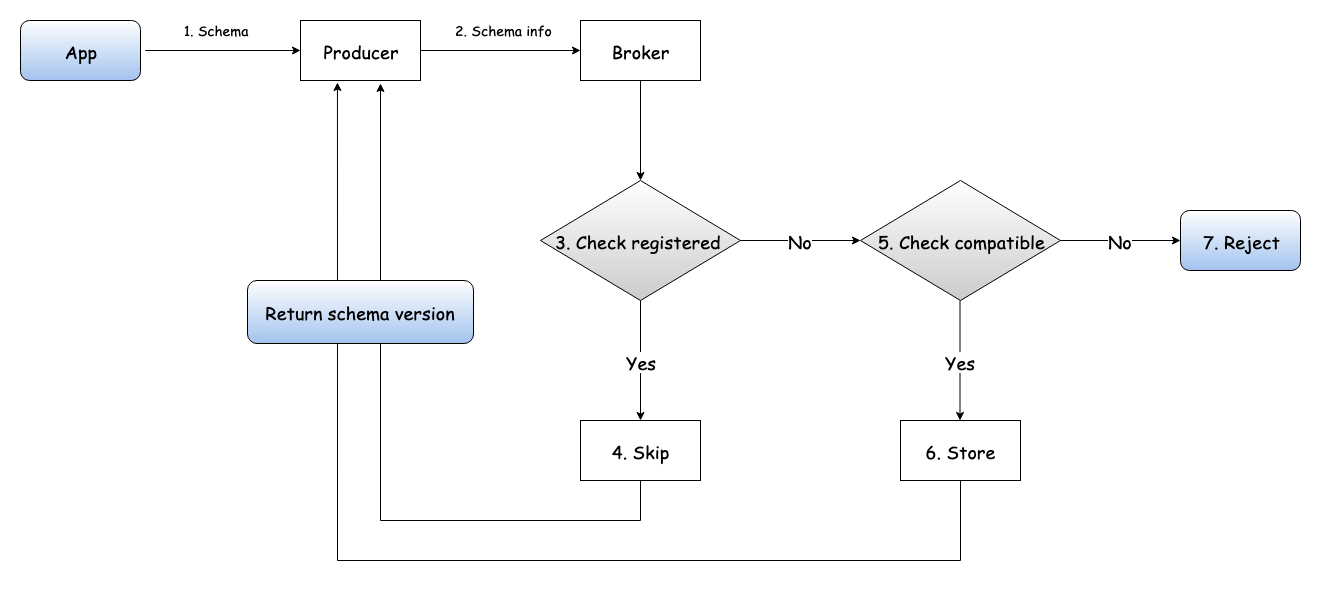 App
1. Schema
Producer
2. Schema info
Broker
3. Check registered
No
5. Check compatible
No
7. Reject
Return schema version
Yes
Yes
4. Skip
6. Store